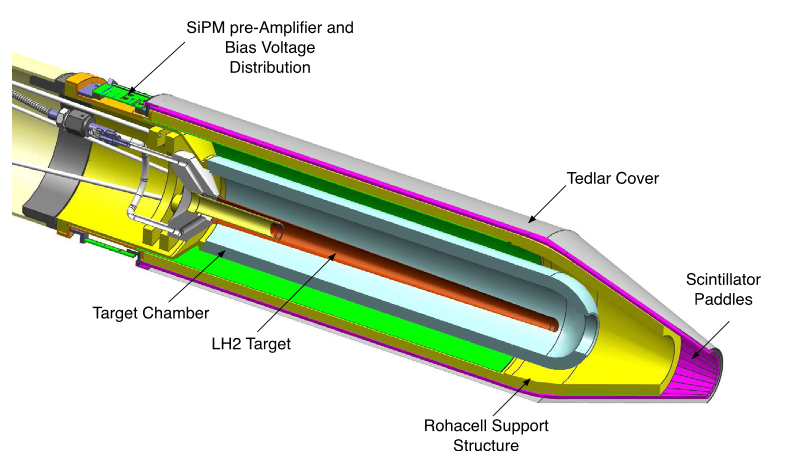 SiPM pre-Amplifier and
Bias Voltage
Distribution
Tedlar Cover
Scintillator
Paddles
Target Chamber
LH2 Target
Rohacell Support
Structure